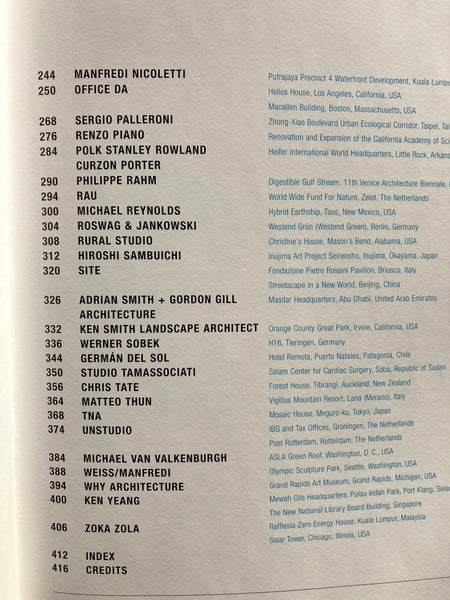 244 MANFREDI NICOLETTI Putrajaya Precinct 4 Waterfront Development, Kuala
250 OFFICE DA Helios House, Los Angeles, California, USA
Macallen Building, Boston, Massachusetts, USA
268 SERGIO PALLERONI Zhong-Xiao Boulevard Urban Ecological Corridor, Taipei,
276 RENZO PIANO Renovation and Expansion of the California Academy of
284 POLK STANLEY ROWLAND Heifer International World Headquarters, Little Rock,
CURZON PORTER
290 PHILIPPE RAHM Digestible Gulf Stream, 11th Venice Architecture Biennale,
294 RAU World Wide Fund For Nature, Zeist, The Netherlands
300 MICHAEL REYNOLDS Hybrid Earthship, Taos, New Mexico, USA
304 ROSWAG & JANKOWSKI Westend Grün (Westend Green), Berlin, Germany
308 RURAL STUDIO Christine's House, Mason's Bend, Alabama, USA
312 HIROSHI SAMBUICHI Inujima Art Project Seirensho, Inujima, Okayama, Japan
320 SITE Fondazione Pietro Rossini Pavilion, Briosco, Italy
Streetscape in a New World, Beijing, China
326 ADRIAN SMITH + GORDON GILL Masdar Headquarters, Abu Dhabi, United Arab Emirates
ARCHITECTURE
332 KEN SMITH LANDSCAPE ARCHITECT Orange County Great Park, Irvine, California, USA
336 WERNER SOBEK H16, Tieringen, Germany
344 GERMÁN DEL SOL Hotel Remota, Puerto Natales, Patagonia, Chile
350 STUDIO TAMASSOCIATI Salam Center for Cardiac Surgery, Soba, Republic of Sudan
356 CHRIS TATE Forest House, Titirangi, Auckland, New Zealand
364 MATTEO THUN Vigilius Mountain Resort, Lana (Merano), Italy
368 TNA Mosaic House, Meguro-ku, Tokyo, Japan
374 UNSTUDIO IBG and Tax Offices, Groningen, The Netherlands
Post Rotterdam, Rotterdam, The Netherlands
384 MICHAEL VAN VALKENBURGH ASLA Green Roof, Washington, D. C., USA
388 WEISS/MANFREDI Olympic Sculpture Park, Seattle, Washington, USA
394 WHY ARCHITECTURE Grand Rapids Art Museum, Grand Rapids, Michigan, USA
400 KEN YEANG Mewah Oils Headquarters, Pulau Indah Park, Port Klang,
The New National Library Board Building, Singapore
406 ZOKA ZOLA Rafflesia Zero Energy House, Kuala Lumpur, Malaysia
Solar Tower, Chicago, Illinois, USA
412 INDEX
416 CREDITS